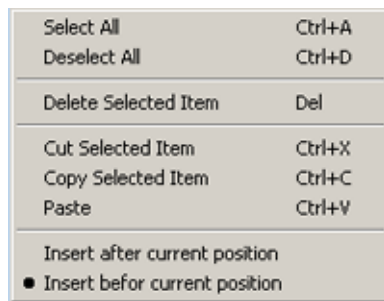 Select All Ctrl+A
Deselect All Ctrl+D
Delete Selected Item Del
Cut Selected Item Ctrl+X
Copy Selected Item Ctrl+C
Paste Ctrl+V
Insert after current position
Insert befor current position